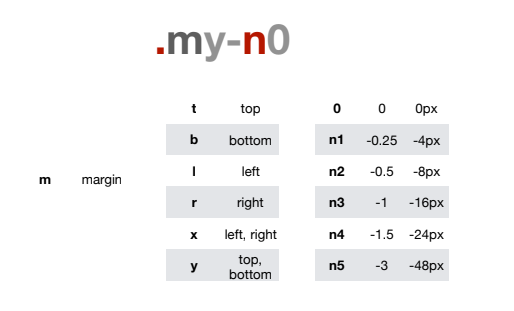 .my-n0
t top 0 0 0px
b bottom n1 -0.25 -4px
m margin l left n2 -0.5 -8px
r right n3 -1 -16px
x left, right n4 -1.5 -24px
y top, bottom n5 -3 -48px